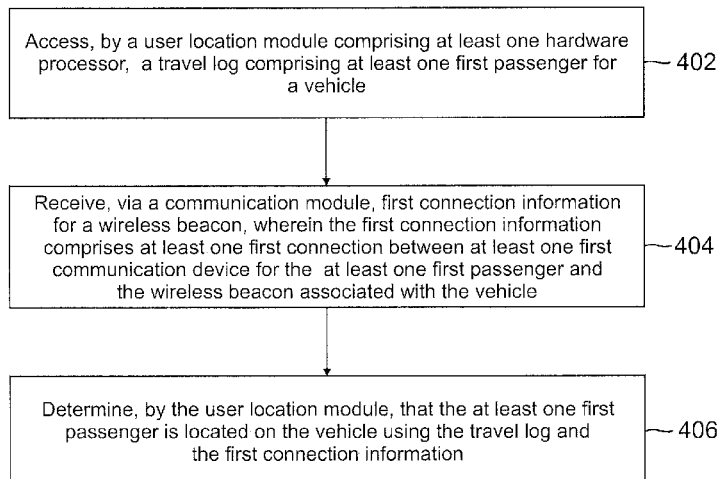 Access, by a user location module comprising at least one hardware
processor, a travel log comprising at least one first passenger for
a vehicle
402
Receive, via a communication module, first connection information
for a wireless beacon, wherein the first connection information
comprises at least one first connection between at least one first
communication device for the at least one first passenger and
the wireless beacon associated with the vehicle
404
Determine, by the user location module, that the at least one first
passenger is located on the vehicle using the travel log and
the first connection information
406